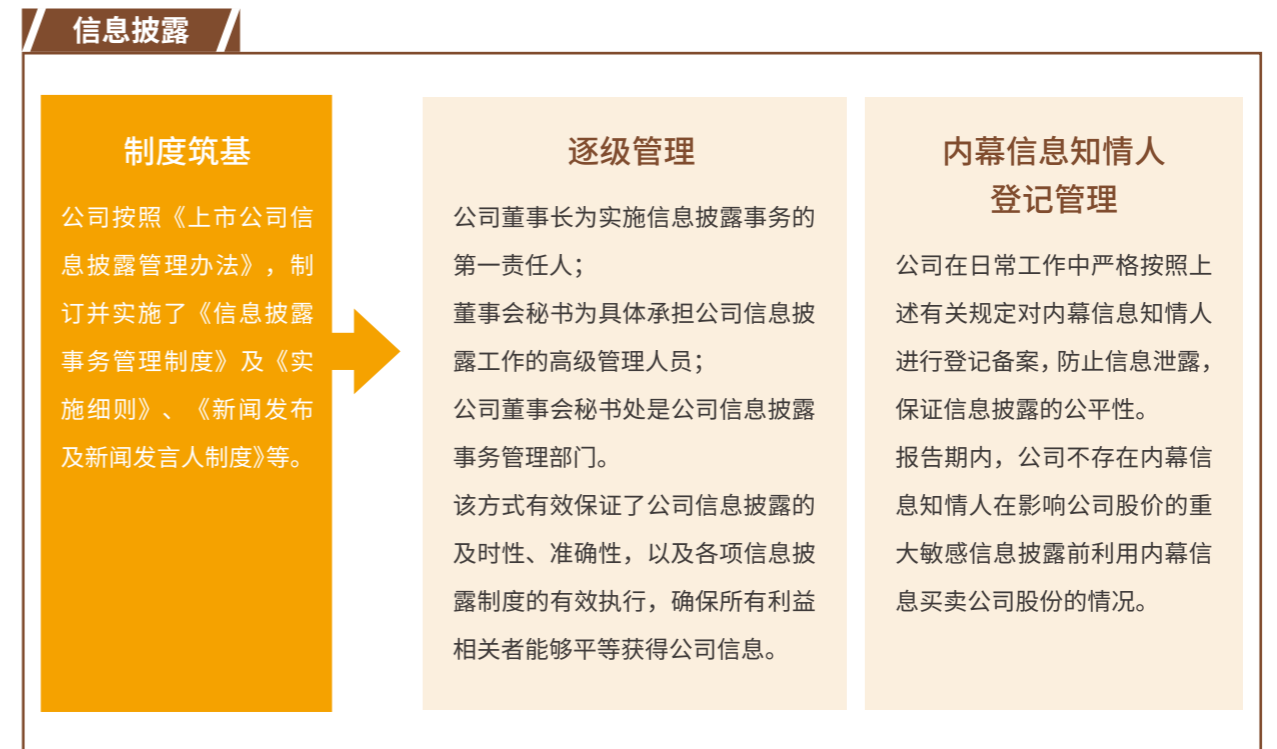 信息披露
制度筑基
公司按照《上市公司信
息披露管理办法》，制
订并实施了《信息披露
事务管理制度》及《实
施细则》、《新闻发布
及新闻发言人制度》等。
逐级管理
公司董事长为实施信息披露事务的
第一责任人；
董事会秘书为具体承担公司信息披
露工作的高级管理人员；
公司董事会秘书处是公司信息披露
事务管理部门。
该方式有效保证了公司信息披露的
及时性、准确性，以及各项信息披
露制度的有效执行，确保所有利益
相关者能够平等获得公司信息。
内幕信息知情人
登记管理
公司在日常工作中严格按照上
述有关规定对内幕信息知情人
进行登记备案，防止信息泄露，
保证信息披露的公平性。
报告期内，公司不存在内幕信
息知情人在影响公司股价的重
大敏感信息披露前利用内幕信
息买卖公司股份的情况。